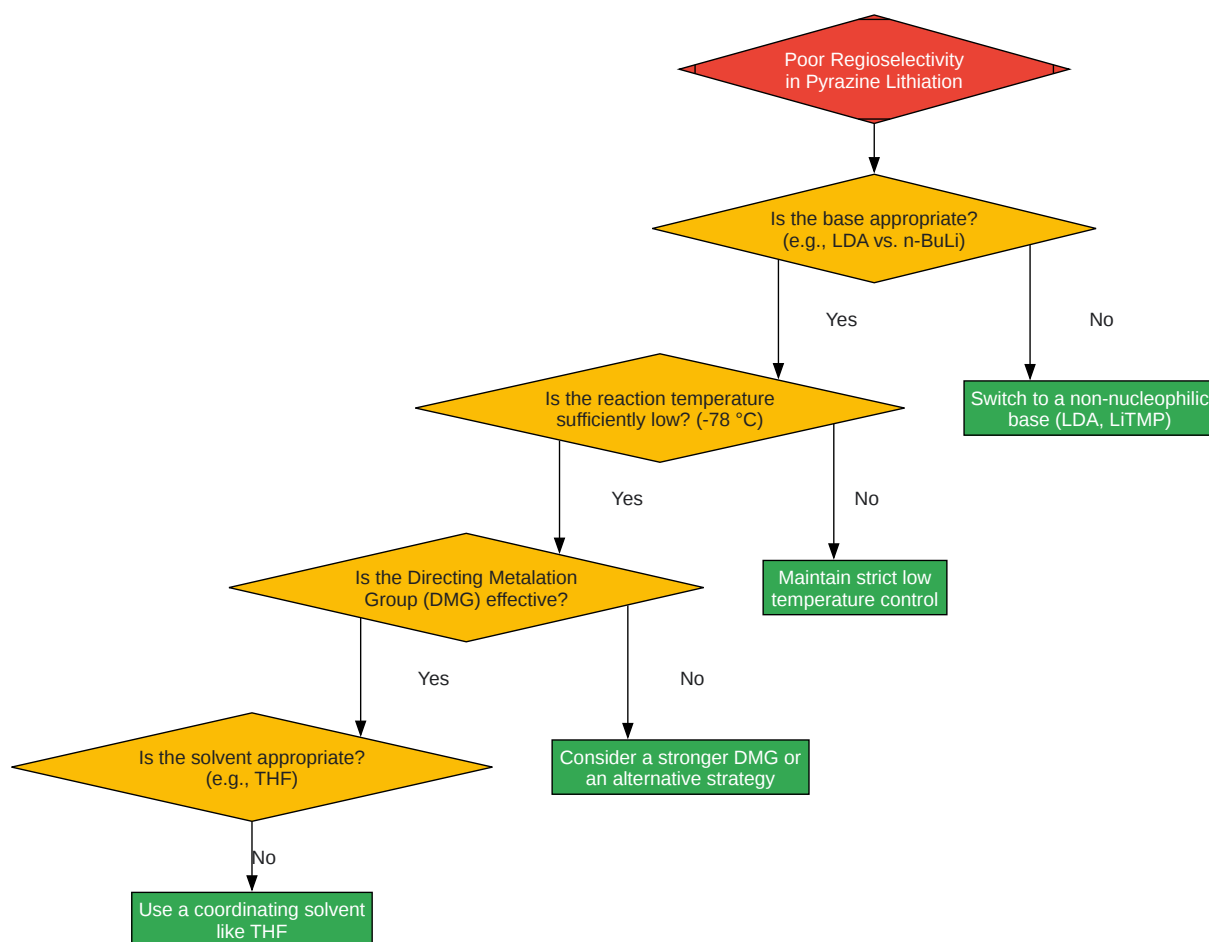 Poor Regioselectivity
in Pyrazine Lithiation
Is the base appropriate?
(e.g., LDA vs. n-BuLi)
Yes
No
Is the reaction temperature
sufficiently low? (-78 °C)
Switch to a non-nucleophilic
base (LDA, LiTMP)
Yes
No
Is the Directing Metalation
Group (DMG) effective?
Maintain strict low
temperature control
Yes
No
Is the solvent appropriate?
(e.g., THF)
Consider a stronger DMG or
an alternative strategy
No
Use a coordinating solvent
like THF